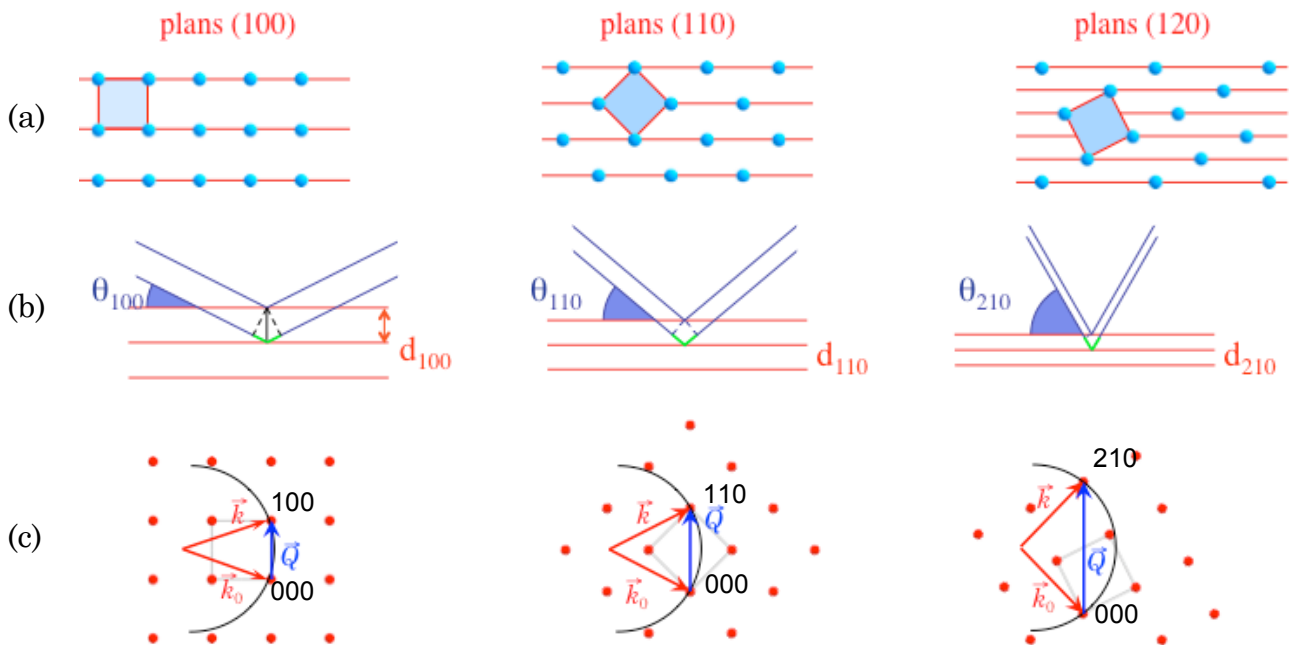 plans (100)
plans (110)
plans (120)
(a)
(b)
θ100
d100
θ110
d110
θ210
d210
(c)
100
k⃗
Q⃗
k⃗0
000
110
k⃗
Q⃗
k⃗0
000
210
k⃗
Q⃗
k⃗0
000